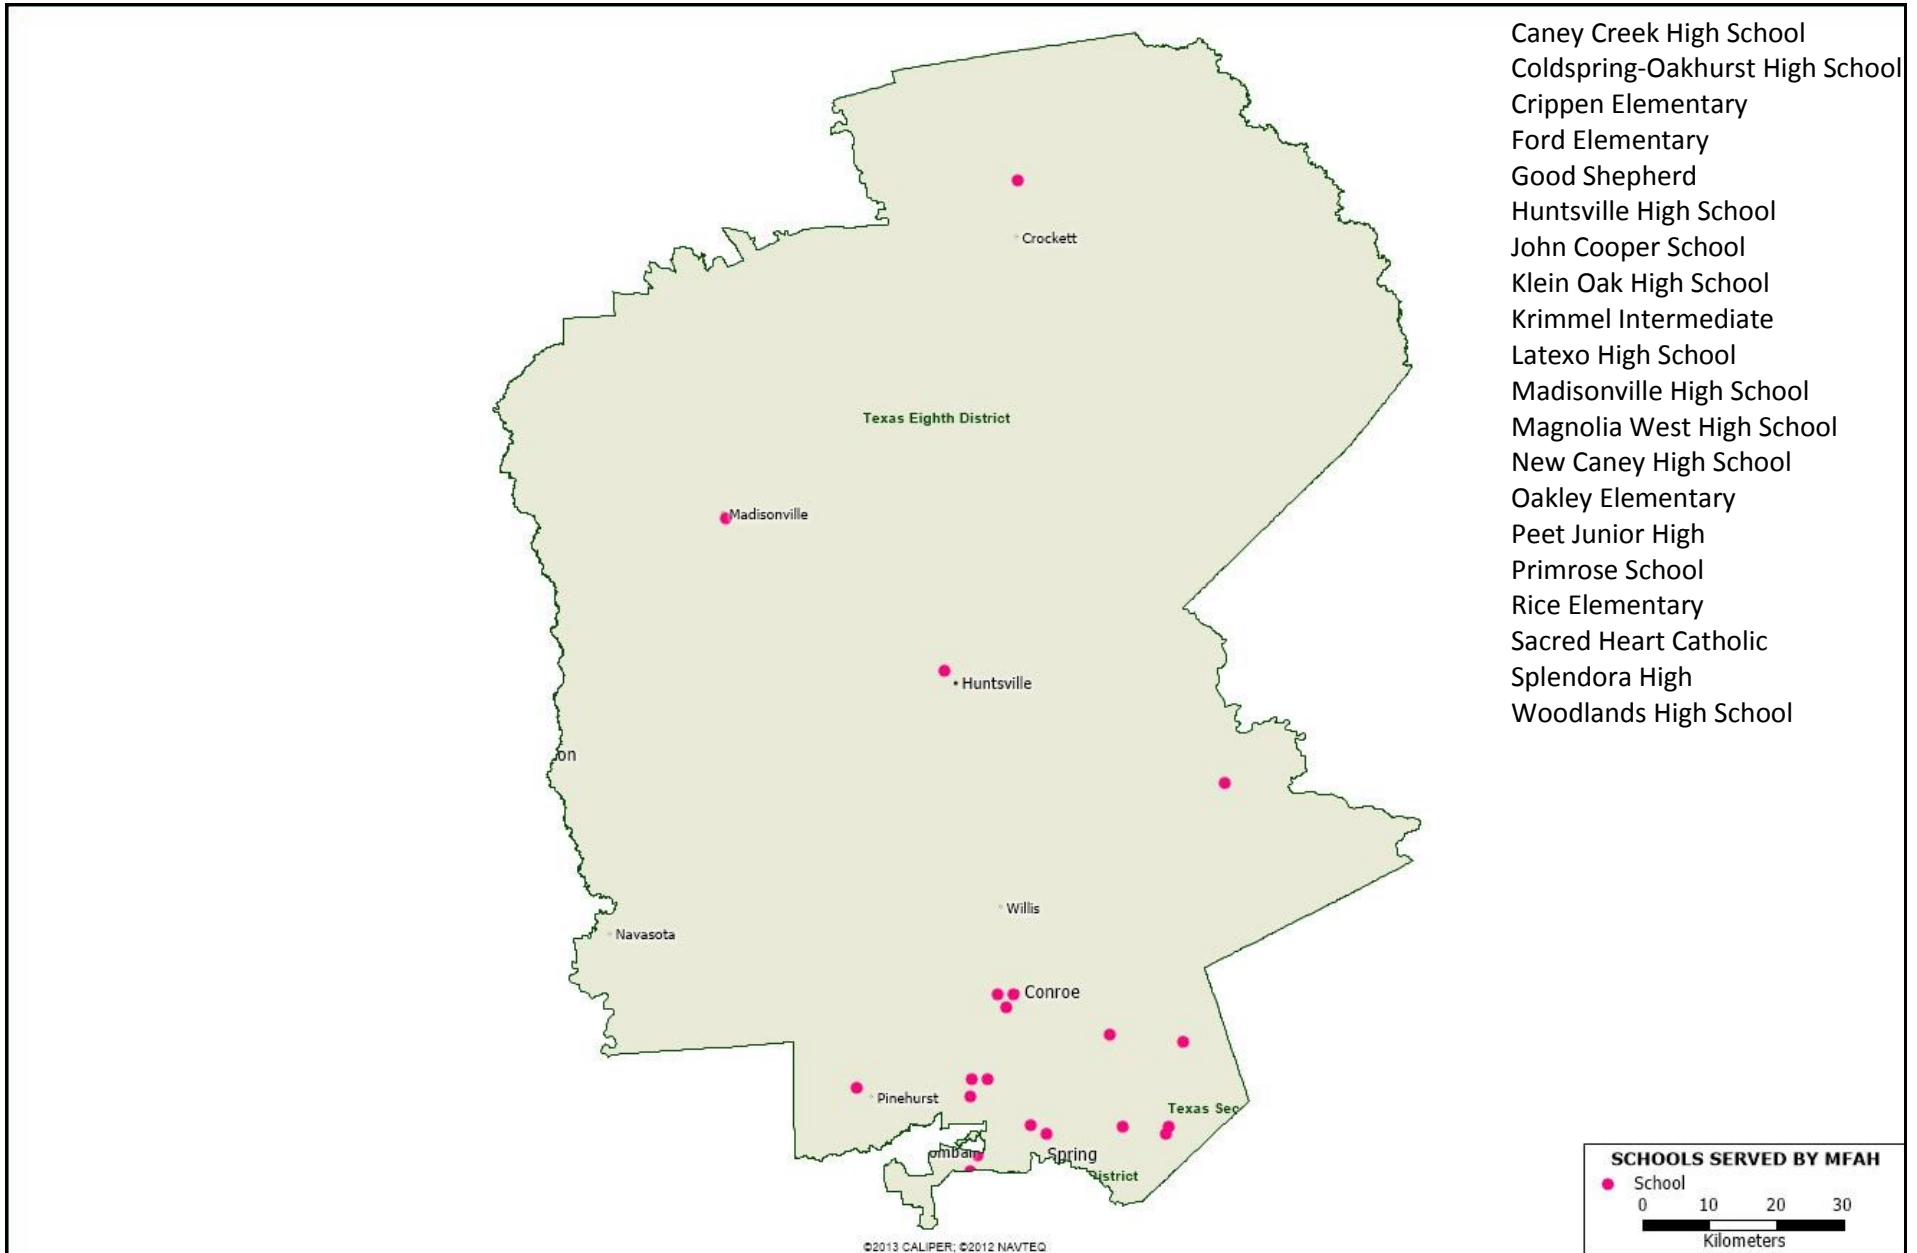 Caney Creek High School
Coldspring-Oakhurst High School
Crippen Elementary
Ford Elementary
Good Shepherd
Huntsville High School
John Cooper School
Klein Oak High School
Krimmel Intermediate
Latexo High School
Madisonville High School
Magnolia West High School
New Caney High School
Oakley Elementary
Peet Junior High
Primrose School
Rice Elementary
Sacred Heart Catholic
Splendora High
Woodlands High School
Crockett
Texas Eighth District
Madisonville
Huntsville
on
Willis
Navasota
Conroe
Pinehurst
Texas Sec
ombal
Spring
District
SCHOOLS SERVED BY MFAH
School
0 10 20 30
Kilometers
©2013 CALIPER; ©2012 NAVTEQ